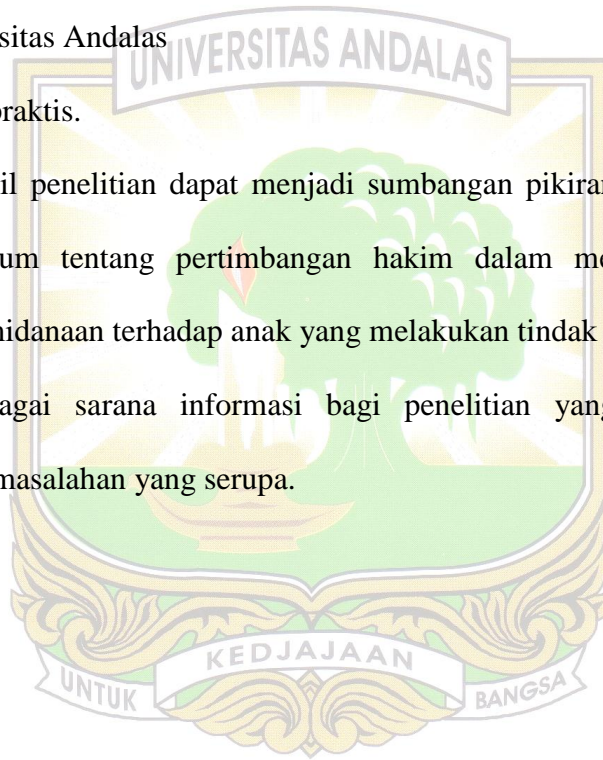 sitas Andalas
UNIVERSITAS ANDALAS
praktis.
il penelitian dapat menjadi sumbangan pikiran
um tentang pertimbangan hakim dalam me
nidanaan terhadap anak yang melakukan tindak
agai sarana informasi bagi penelitian yang
masalahan yang serupa.
KEDJAJAAN
UNTUK
BANGSA